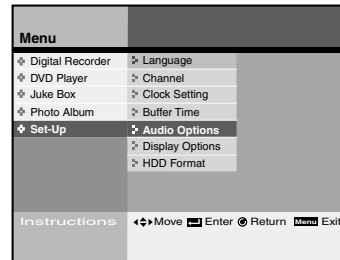 Menu
Digital Recorder
DVD Player
Juke Box
Photo Album
Set-Up
Language
Channel
Clock Setting
Buffer Time
Audio Options
Display Options
HDD Format
Instructions Move Enter Return Menu Exit